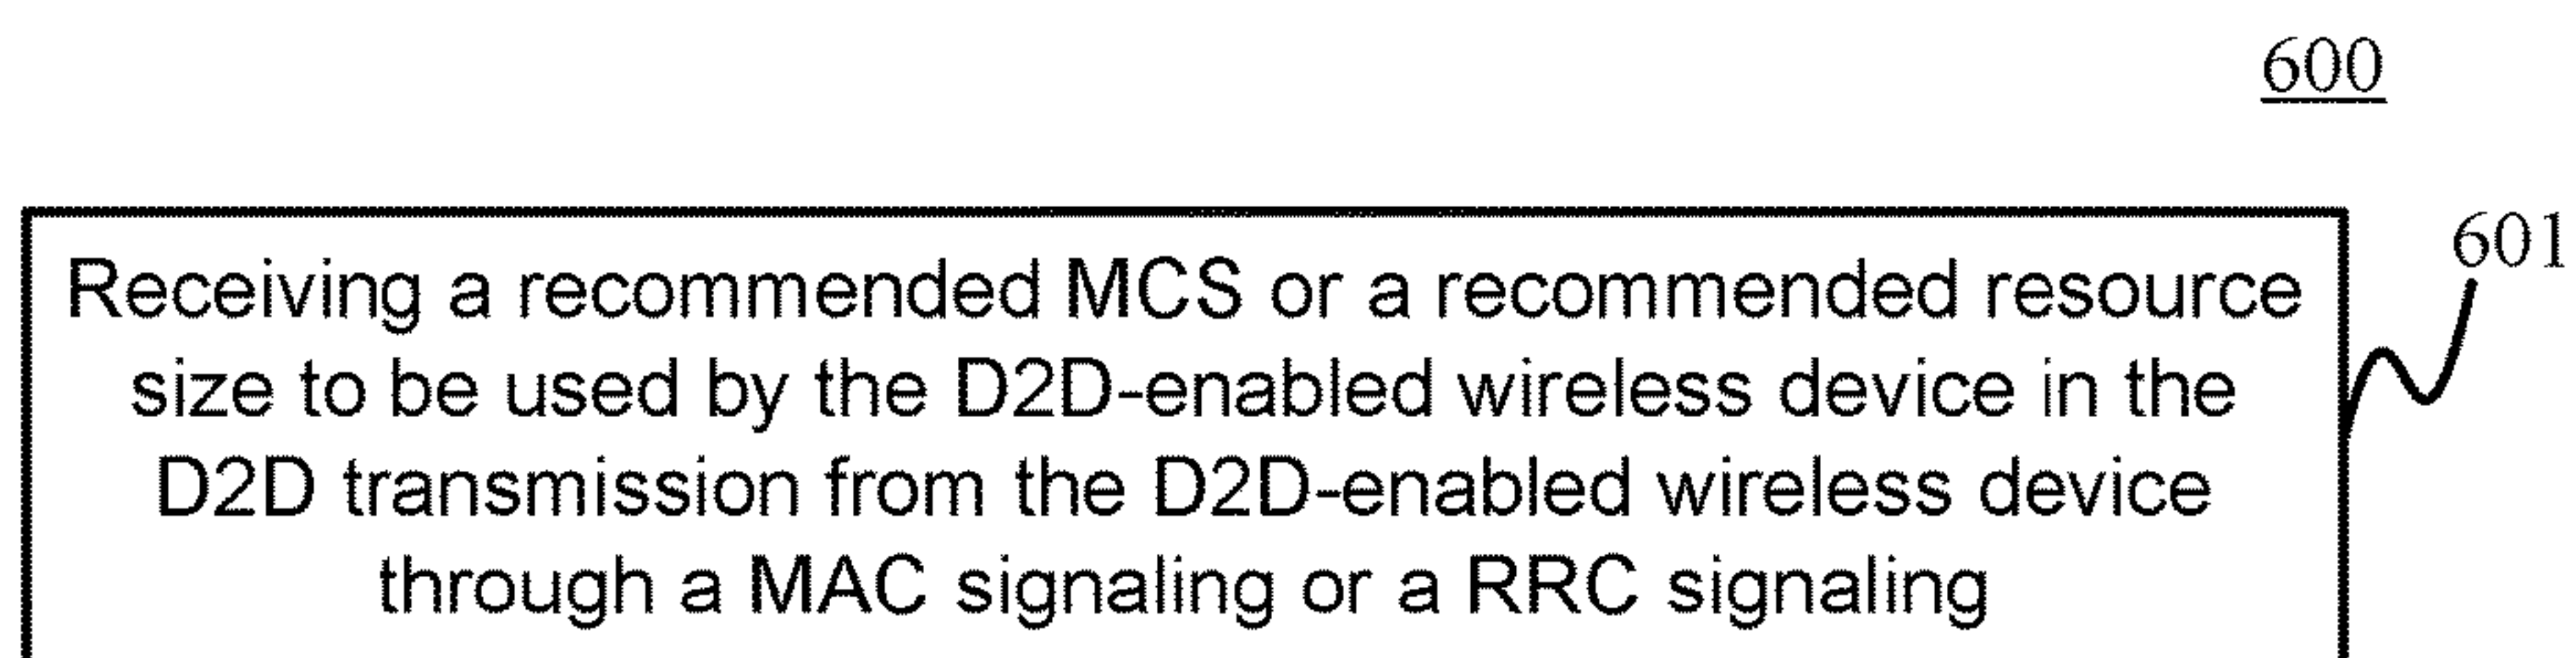 600
601
Receiving a recommended MCS or a recommended resource
size to be used by the D2D-enabled wireless device in the
D2D transmission from the D2D-enabled wireless device
through a MAC signaling or a RRC signaling